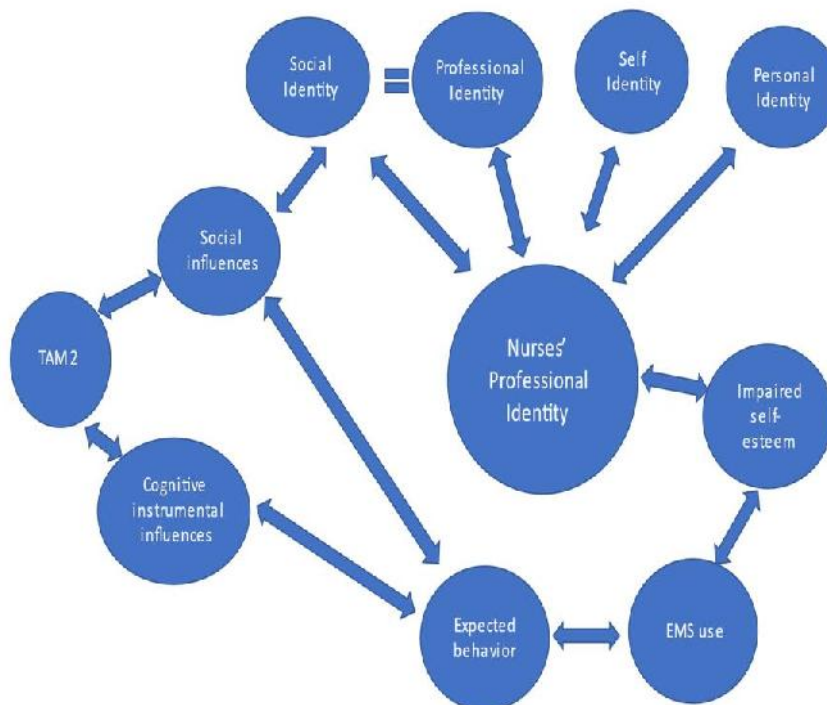 Social
Identity
=
Professional
Identity
Self
Identity
Personal
Identity
Social
influences
TAM 2
Nurses'
Professional
Identity
Impaired
self-
esteem
Cognitive
instrumental
influences
Expected
behavior
EMS use